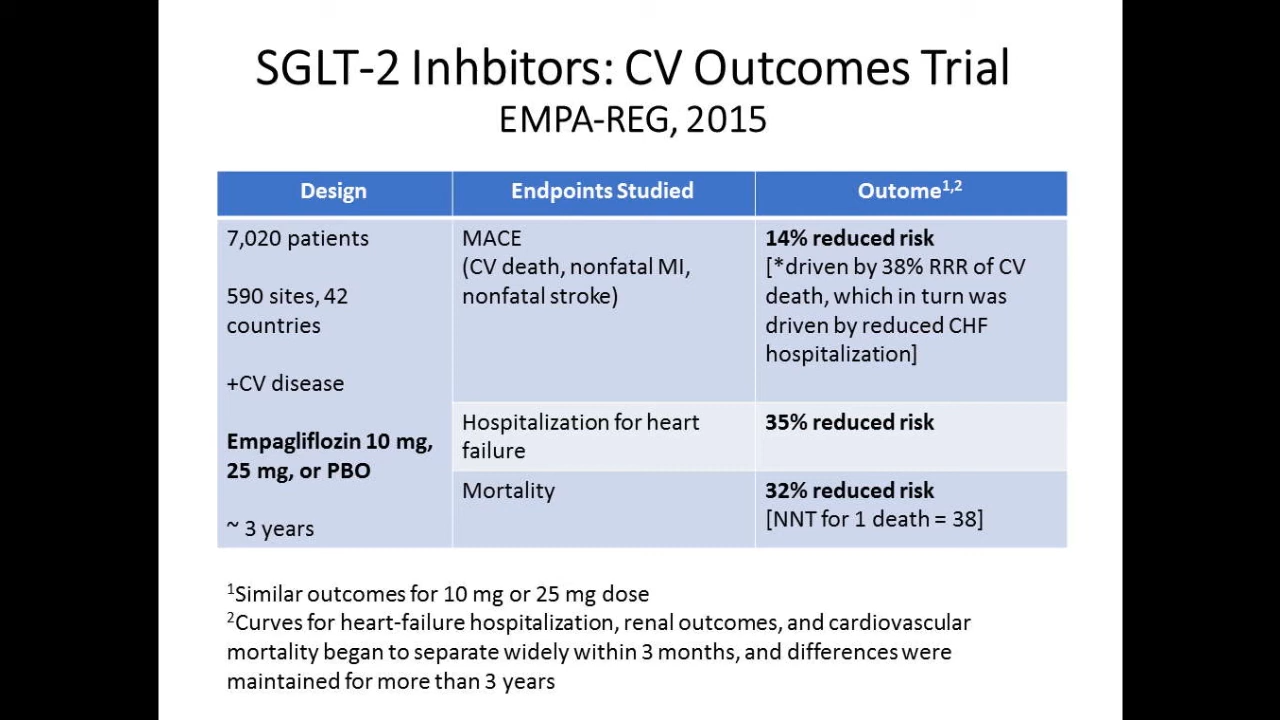 SGLT-2 Inhbitors: CV Outcomes Trial
EMPA-REG, 2015
Design
Endpoints Studied
Outome1,2
7,020 patients
590 sites, 42
countries
+CV disease
Empagliflozin 10 mg,
25 mg, or PBO
~ 3 years
MACE
(CV death, nonfatal MI,
nonfatal stroke)
14% reduced risk
[*driven by 38% RRR of CV
death, which in turn was
driven by reduced CHF
hospitalization]
Hospitalization for heart
failure
35% reduced risk
Mortality
32% reduced risk
[NNT for 1 death = 38]
1Similar outcomes for 10 mg or 25 mg dose
2Curves for heart-failure hospitalization, renal outcomes, and cardiovascular
mortality began to separate widely within 3 months, and differences were
maintained for more than 3 years